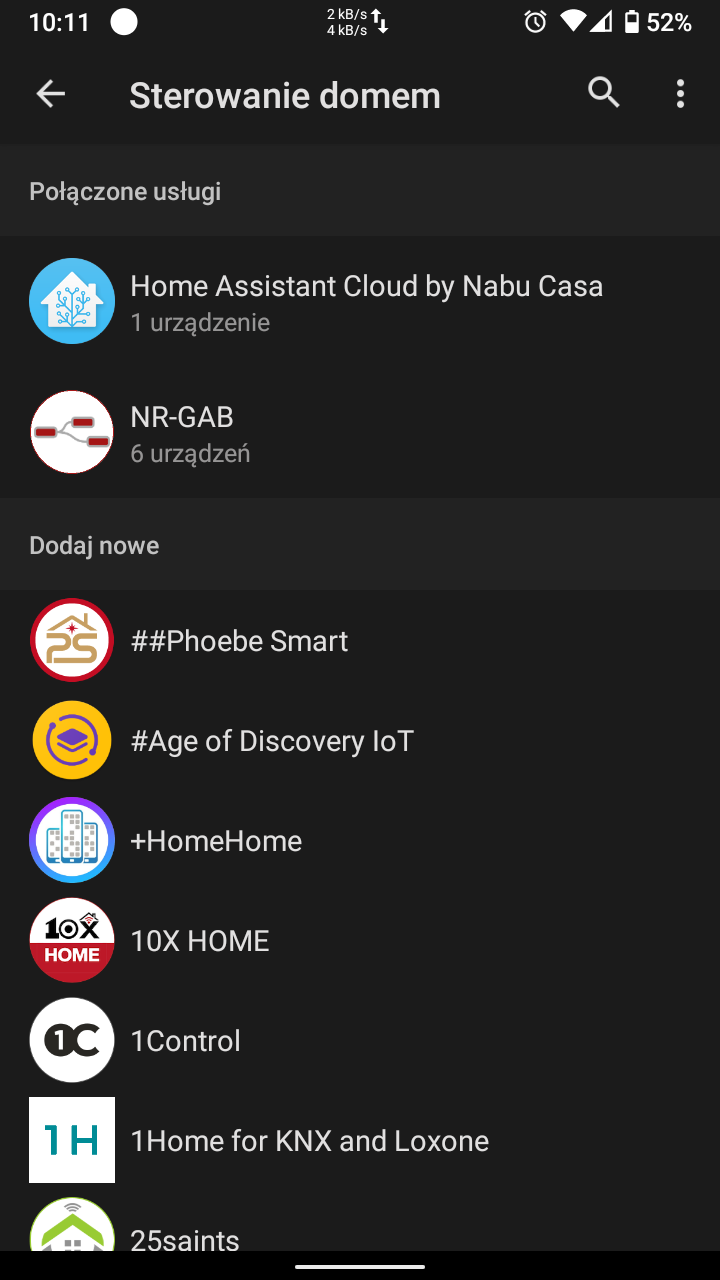 10:11
2 kB/s
4 kB/s
52%
Sterowanie domem
Połączone usługi
Home Assistant Cloud by Nabu Casa
1 urządzenie
NR-GAB
6 urządzeń
Dodaj nowe
PS
##Phoebe Smart
#Age of Discovery IoT
+HomeHome
10X
HOME
10X HOME
1C
1Control
1H
1Home for KNX and Loxone
25saints